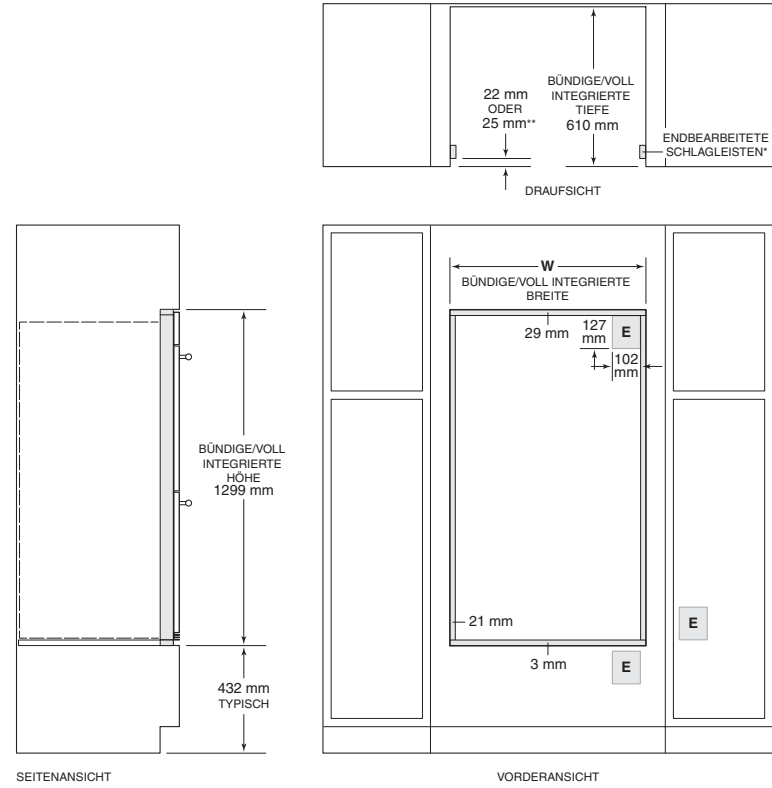 22 mm
ODER
25 mm**
BÜNDIGE/VOLL
INTEGRIERTE
TIEFE
610 mm
ENDBEARBEITETE
SCHLAGLEISTEN*
DRAUFSICHT
W
BÜNDIGE/VOLL INTEGRIERTE
BREITE
29 mm
127
mm
E
102
mm
BÜNDIGE/VOLL
INTEGRIERTE
HÖHE
1299 mm
21 mm
E
3 mm
E
432 mm
TYPISCH
SEITENANSICHT
VORDERANSICHT